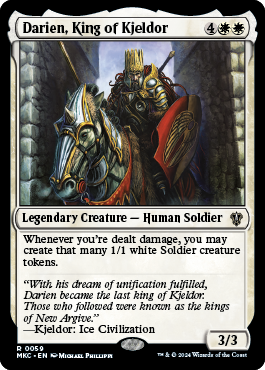 Darien, King of Kjeldor 4
Legendary Creature — Human Soldier
Whenever you’re dealt damage, you may
create that many 1/1 white Soldier creature
tokens.
“With his dream of unification fulfilled,
Darien became the last king of Kjeldor.
Those who followed were known as the kings
of New Argive.”
—Kjeldor: Ice Civilization
3/3
R 0059
MKC • EN Michael Phillippi
™ & © 2024 Wizards of the Coast